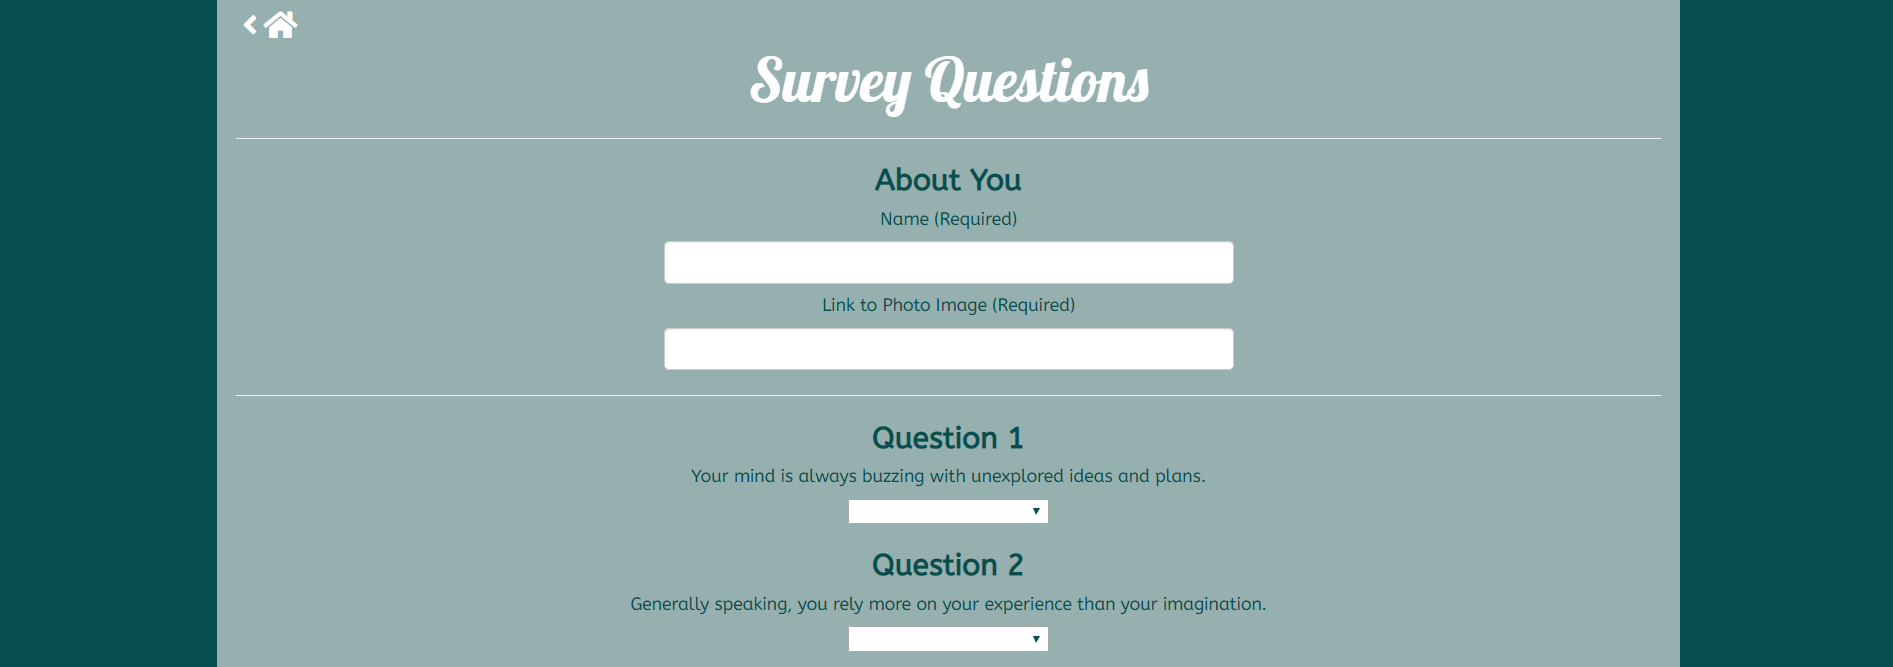 Survey Questions
About You
Name (Required)
Link to Photo Image (Required)
Question 1
Your mind is always buzzing with unexplored ideas and plans.
Question 2
Generally speaking, you rely more on your experience than your imagination.